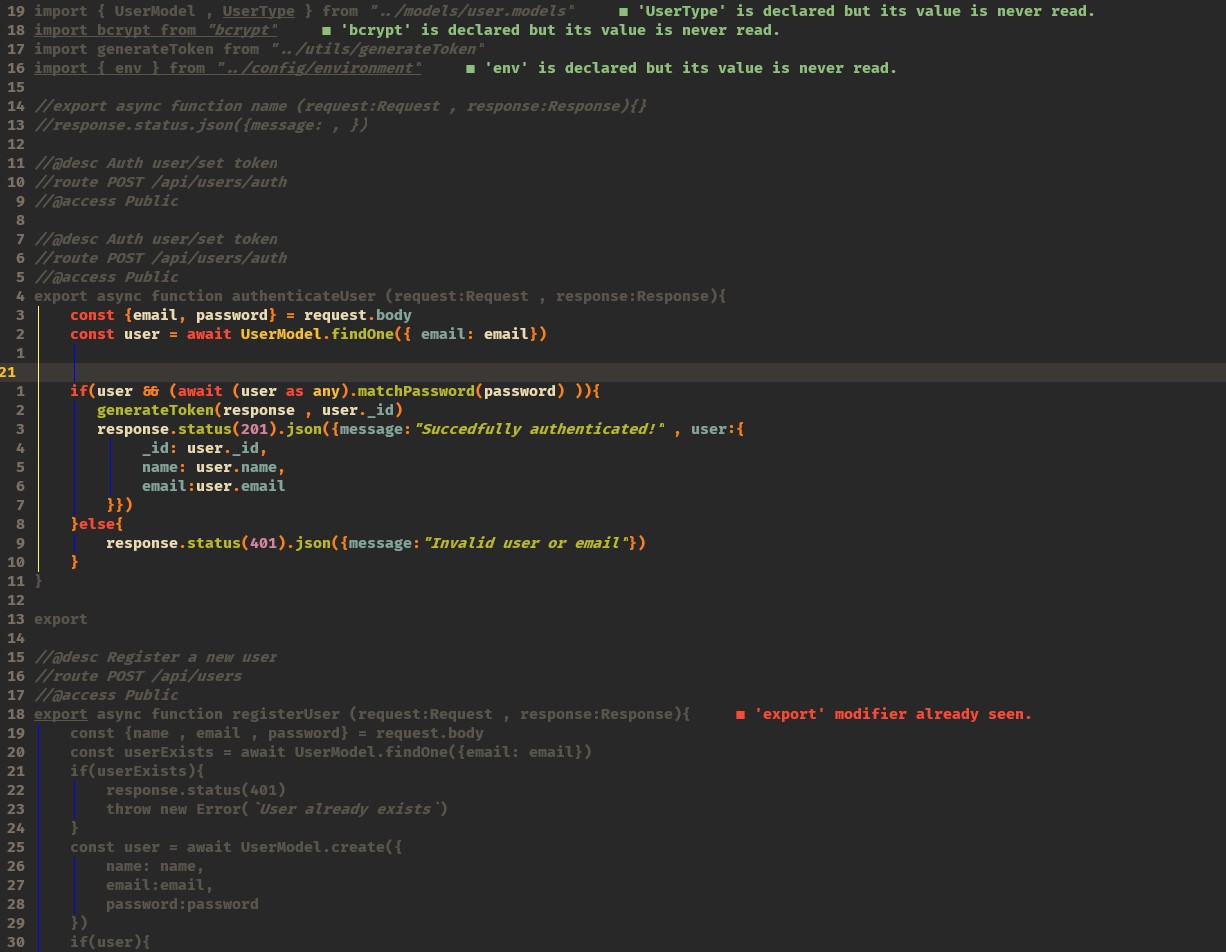 19 import { UserModel , UserType } from "../models/user.models"     ■ 'UserType' is declared but its value is never read.
18 import bcrypt from "bcrypt"     ■ 'bcrypt' is declared but its value is never read.
17 import generateToken from "../utils/generateToken"
16 import { env } from "../config/environment"     ■ 'env' is declared but its value is never read.
15
14 //export async function name (request:Request , response:Response){}
13 //response.status.json({message: , })
12
11 //@desc Auth user/set token
10 //route POST /api/users/auth
9 //@access Public
8
7 //@desc Auth user/set token
6 //route POST /api/users/auth
5 //@access Public
4 export async function authenticateUser (request:Request , response:Response){
3     const {email, password} = request.body
2     const user = await UserModel.findOne({ email: email})
1
21
1     if(user && (await (user as any).matchPassword(password) )){
2        generateToken(response , user._id)
3        response.status(201).json({message:"Succedfully authenticated!" , user:{
4             _id: user._id,
5             name: user.name,
6             email:user.email
7         }})
8     }else{
9         response.status(401).json({message:"Invalid user or email"})
10     }
11 }
12
13 export
14
15 //@desc Register a new user
16 //route POST /api/users
17 //@access Public
18 export async function registerUser (request:Request , response:Response){     ■ 'export' modifier already seen.
19     const {name , email , password} = request.body
20     const userExists = await UserModel.findOne({email: email})
21     if(userExists){
22         response.status(401)
23         throw new Error(`User already exists`)
24     }
25     const user = await UserModel.create({
26         name: name,
27         email:email,
28         password:password
29     })
30     if(user){